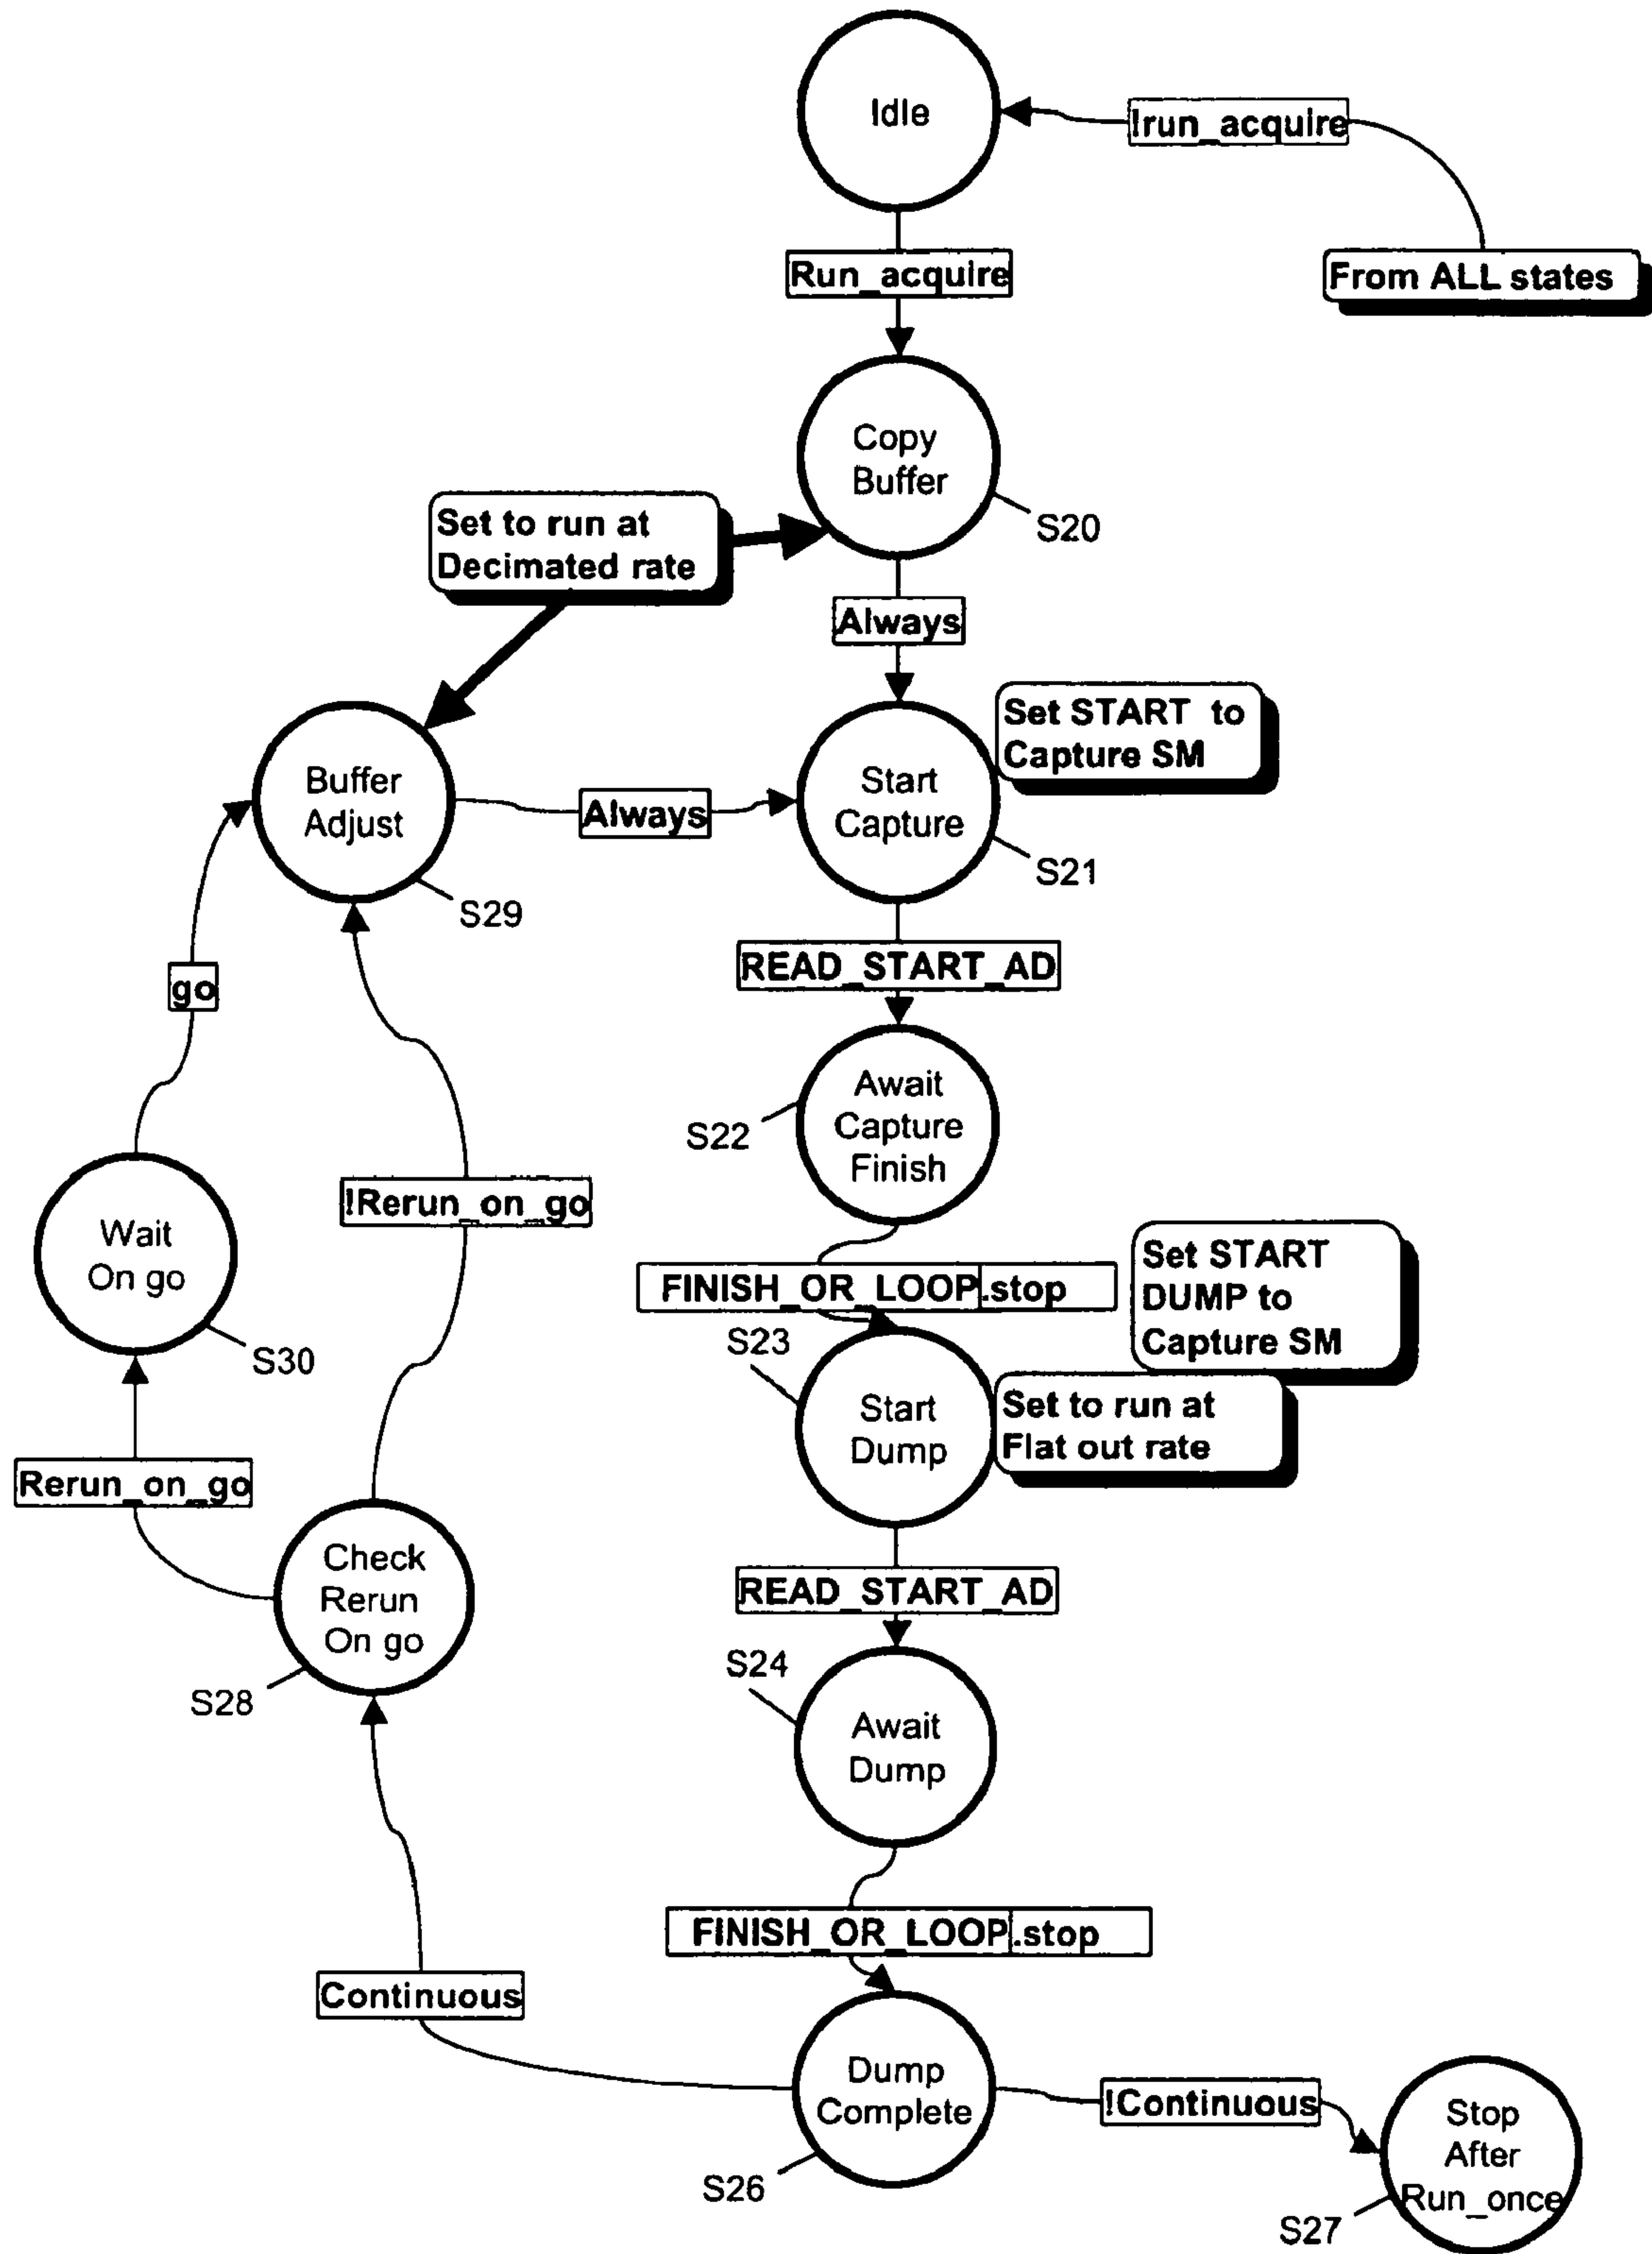 Idle
!run_acquire
Run_acquire
From ALL states
Copy
Buffer
S20
Set to run at
Decimated rate
Always
Set START to
Capture SM
Buffer
Adjust
Always
Start
Capture
S21
S29
READ_START_AD
go
Await
Capture
Finish
S22
!Rerun_on_go
Wait
On go
S30
FINISH_OR_LOOP.stop
Set START
DUMP to
Capture SM
S23
Start
Dump
Set to run at
Flat out rate
Rerun_on_go
Check
Rerun
On go
S28
READ_START_AD
S24
Await
Dump
FINISH_OR_LOOP.stop
Continuous
Dump
Complete
S26
!Continuous
Stop
After
Run_once
S27